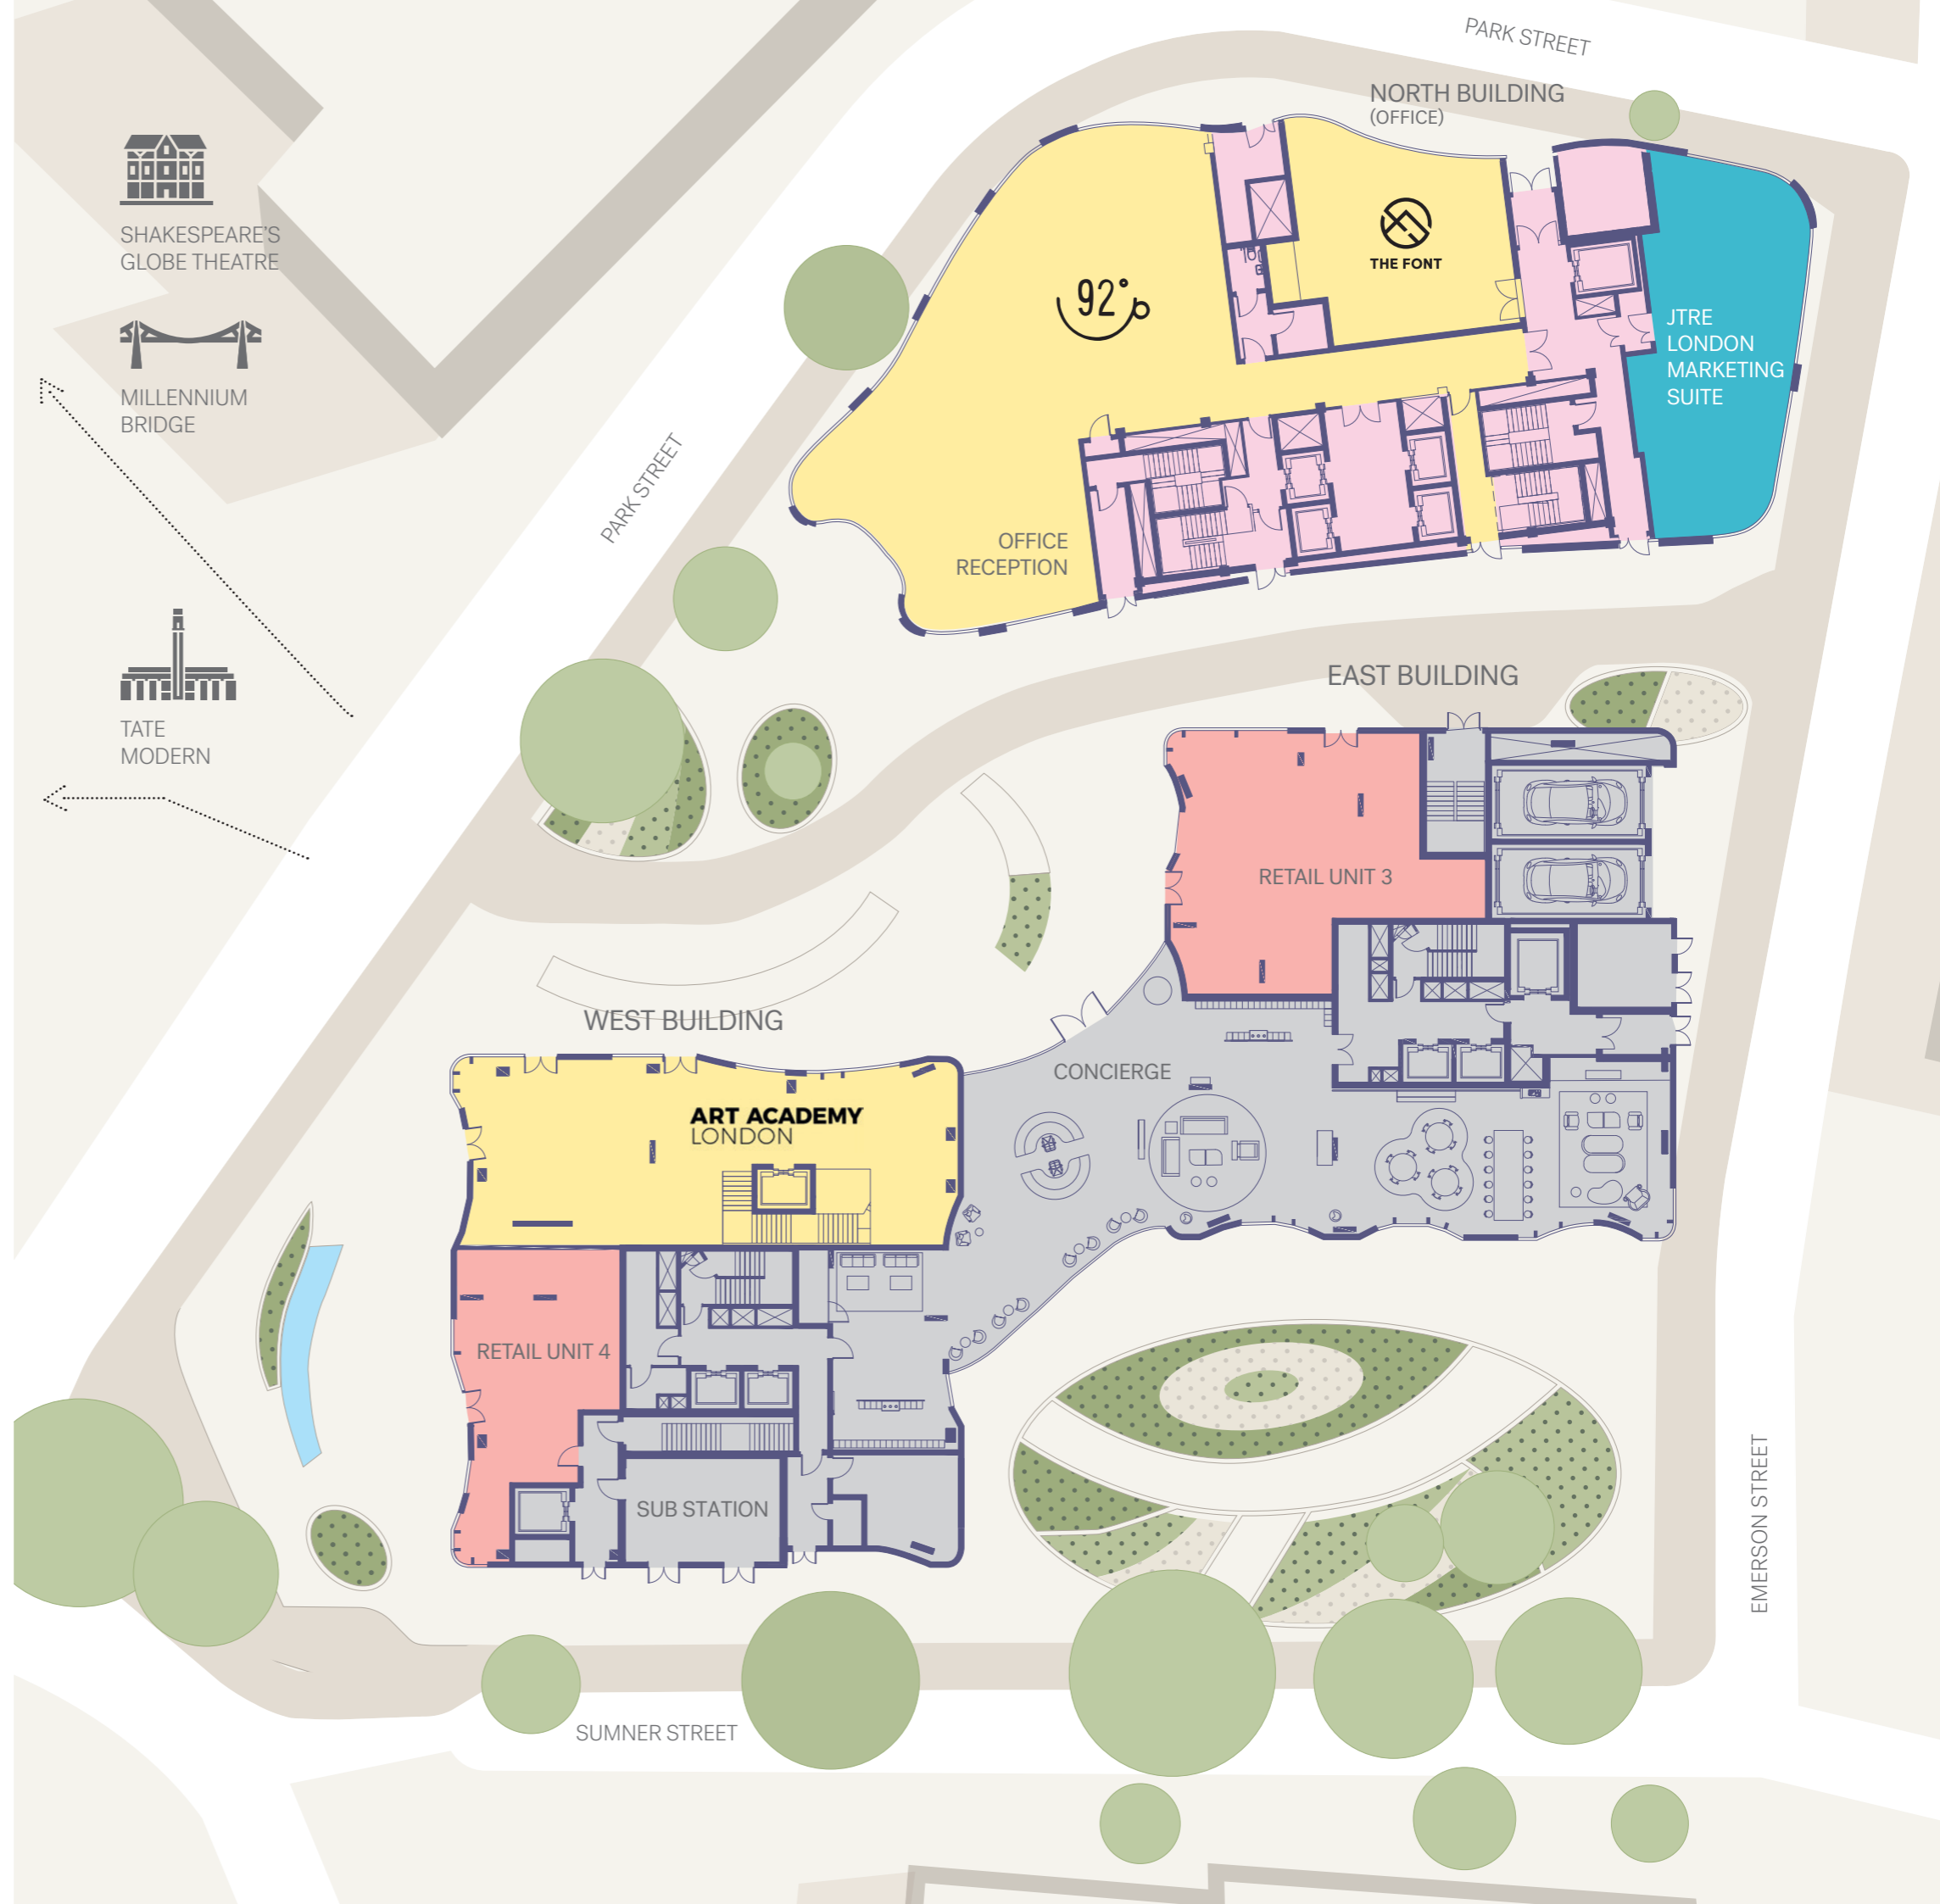 PARK STREET
NORTH BUILDING
(OFFICE)
SHAKESPEARE'S
GLOBE THEATRE
THE FONT
92°
JTRE
LONDON
MARKETING
SUITE
MILLENNIUM
BRIDGE
PARK STREET
OFFICE
RECEPTION
EAST BUILDING
TATE
MODERN
RETAIL UNIT 3
WEST BUILDING
CONCIERGE
ART ACADEMY
LONDON
RETAIL UNIT 4
SUB STATION
EMERSON STREET
SUMNER STREET